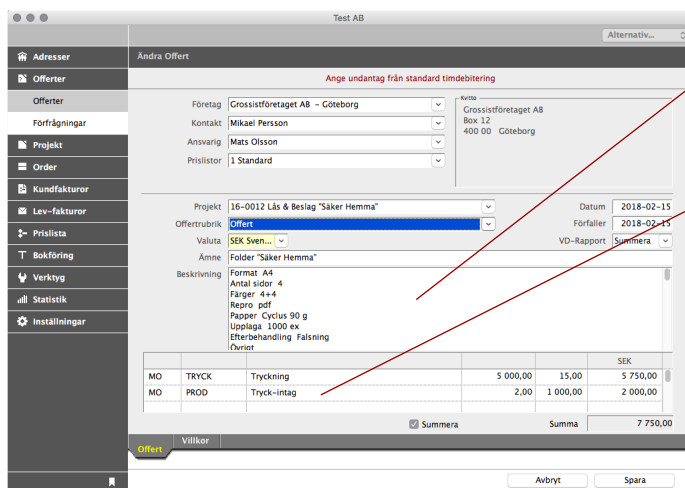 Test AB
Alternativ...
Adresser
Offerter
Offerter
Förfrågningar
Projekt
Order
Kundfakturor
Lev-fakturor
Prislista
Bokföring
Verktyg
Statistik
Inställningar
Ändra Offert
Ange undantag från standard timdebitering
Företag Grossistföretaget AB - Göteborg
Kontakt Mikael Persson
Ansvarig Mats Olsson
Prislistor 1 Standard
Kvitto
Grossistföretaget AB
Box 12
400 00 Göteborg
Projekt 16-0012 Lås & Beslag "Säker Hemma"
Datum 2018-02-15
Offertrubrik Offert
Förfaller 2018-02-15
Valuta SEK Sven...
VD-Rapport Summera
Ämne Folder "Säker Hemma"
Beskrivning Format A4
Antal sidor 4
Färger 4+4
Repro pdf
Papper Cyclus 90 g
Upplaga 1000 ex
Efterbehandling Falsning
Övrigt
SEK
MO TRYCK Tryckning 5 000,00 15,00 5 750,00
MO PROD Tryck-intag 2,00 1 000,00 2 000,00
Summera Summa 7 750,00
Offert Villkor
Avbryt Spara